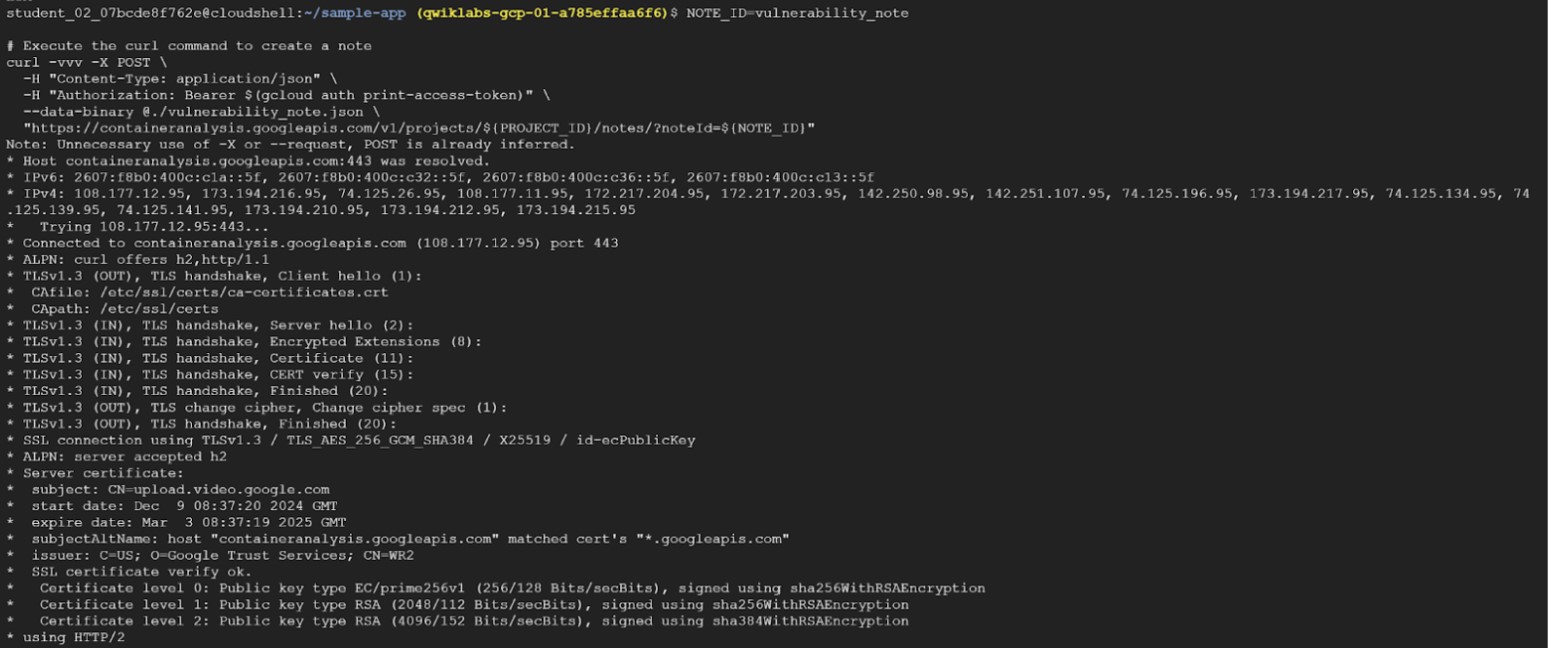 student_02_07bcde8f762e@cloudshell:~/sample-app (qwiklabs-gcp-01-a785effaa6f6)$ NOTE_ID=vulnerability_note
# Execute the curl command to create a note
curl -vvv -X POST \
-H "Content-Type: application/json" \
-H "Authorization: Bearer $(gcloud auth print-access-token)" \
--data-binary @./vulnerability_note.json \
"https://containeranalysis.googleapis.com/v1/projects/${PROJECT_ID}/notes/?noteId=${NOTE_ID}"
Note: Unnecessary use of -X or --request, POST is already inferred.
* Host containeranalysis.googleapis.com:443 was resolved.
* IPv6: 2607:f8b0:400c:c1a::5f, 2607:f8b0:400c:c32::5f, 2607:f8b0:400c:c36::5f, 2607:f8b0:400c:c13::5f
* IPv4: 108.177.12.95, 173.194.216.95, 74.125.26.95, 108.177.11.95, 172.217.204.95, 172.217.203.95, 142.250.98.95, 142.251.107.95, 74.125.196.95, 173.194.217.95, 74.125.134.95, 74
.125.139.95, 74.125.141.95, 173.194.210.95, 173.194.212.95, 173.194.215.95
*   Trying 108.177.12.95:443...
* Connected to containeranalysis.googleapis.com (108.177.12.95) port 443
* ALPN: curl offers h2,http/1.1
* TLSv1.3 (OUT), TLS handshake, Client hello (1):
*  CAfile: /etc/ssl/certs/ca-certificates.crt
*  CApath: /etc/ssl/certs
* TLSv1.3 (IN), TLS handshake, Server hello (2):
* TLSv1.3 (IN), TLS handshake, Encrypted Extensions (8):
* TLSv1.3 (IN), TLS handshake, Certificate (11):
* TLSv1.3 (IN), TLS handshake, CERT verify (15):
* TLSv1.3 (IN), TLS handshake, Finished (20):
* TLSv1.3 (OUT), TLS change cipher, Change cipher spec (1):
* TLSv1.3 (OUT), TLS handshake, Finished (20):
* SSL connection using TLSv1.3 / TLS_AES_256_GCM_SHA384 / X25519 / id-ecPublicKey
* ALPN: server accepted h2
* Server certificate:
*  subject: CN=upload.video.google.com
*  start date: Dec  9 08:37:20 2024 GMT
*  expire date: Mar  3 08:37:19 2025 GMT
*  subjectAltName: host "containeranalysis.googleapis.com" matched cert's "*.googleapis.com"
*  issuer: C=US; O=Google Trust Services; CN=WR2
*  SSL certificate verify ok.
*   Certificate level 0: Public key type EC/prime256v1 (256/128 Bits/secBits), signed using sha256WithRSAEncryption
*   Certificate level 1: Public key type RSA (2048/112 Bits/secBits), signed using sha256WithRSAEncryption
*   Certificate level 2: Public key type RSA (4096/152 Bits/secBits), signed using sha384WithRSAEncryption
* using HTTP/2